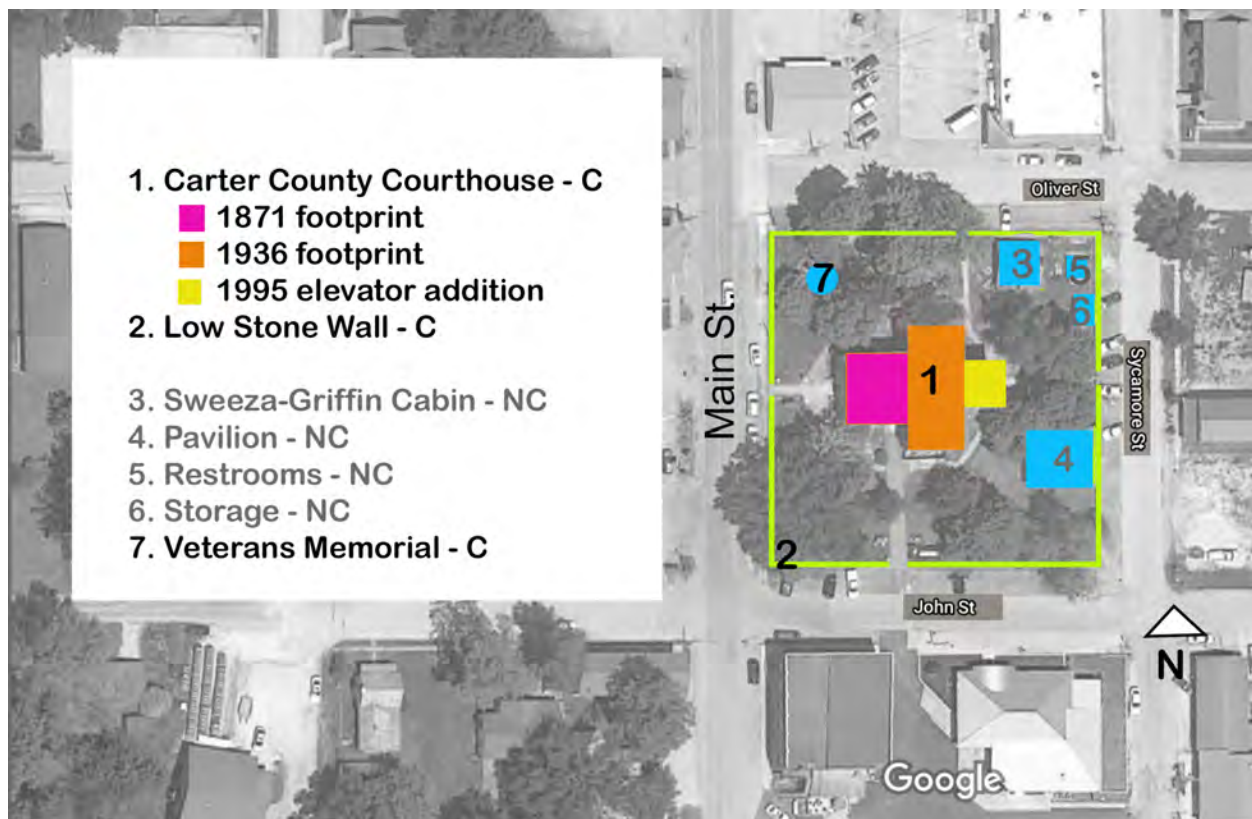 1. Carter County Courthouse - C
1871 footprint
1936 footprint
1995 elevator addition
2. Low Stone Wall - C
3. Sweeza-Griffin Cabin - NC
4. Pavilion - NC
5. Restrooms - NC
6. Storage - NC
7. Veterans Memorial - C
Oliver St
Main St.
Sycamore St
John St
7
3
5
6
1
4
2
N
Google